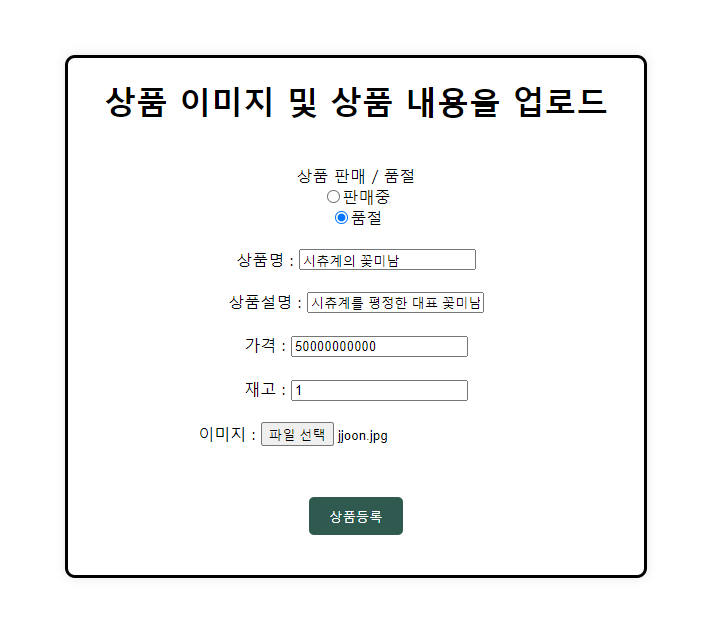 상품 이미지 및 상품 내용을 업로드
상품 판매 / 품절
판매중
품절
상품명 : 시츄계의 꽃미남
상품설명 : 시츄계를 평정한 대표 꽃미남
가격 : 50000000000
재고 : 1
이미지 : 파일 선택 jjoon.jpg
상품등록